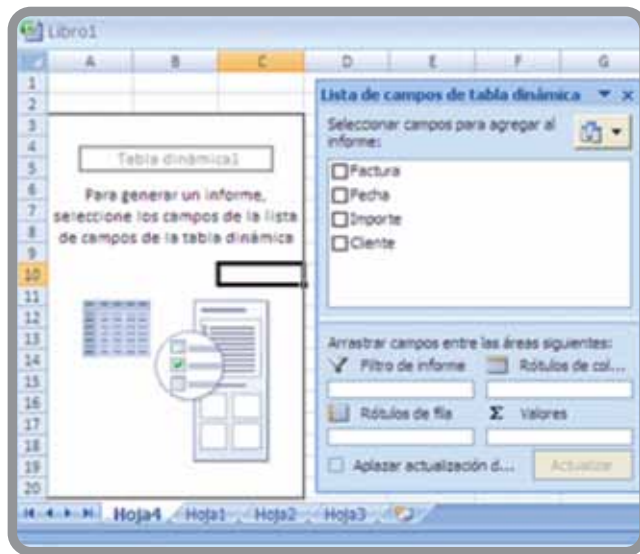 Libro1
A B C D E F G
1
2
3
4
5
6
7
8
9
10
11
12
13
14
15
16
17
18
19
20
Tabla dinámica1
Para generar un informe,
seleccione los campos de la lista
de campos de la tabla dinámica
Lista de campos de tabla dinámica
Seleccionar campos para agregar al
informe:
Factura
Fecha
Importe
Cliente
Arrastrar campos entre las áreas siguientes:
Filtro de informe
Rótulos de col...
Rótulos de fila
Σ Valores
Aplazar actualización d...
Actualizar
Hoja4 Hoja1 Hoja2 Hoja3